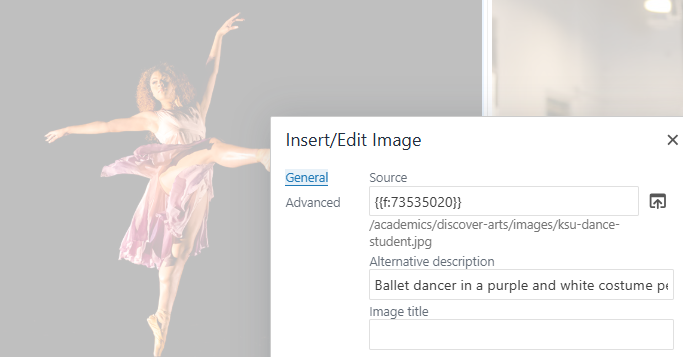 Insert/Edit Image
General
Source
{{f:73535020}}
Advanced
/academics/discover-arts/images/ksu-dance-
student.jpg
Alternative description
Ballet dancer in a purple and white costume
Image title